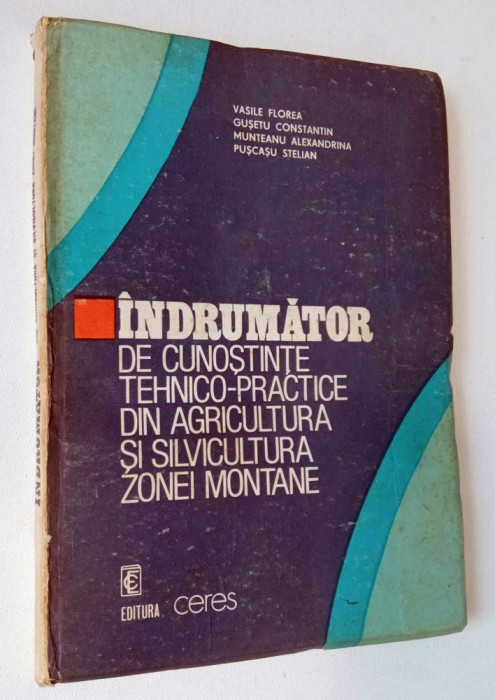 VASILE FLOREA
GUȘETU CONSTANTIN
MUNTEANU ALEXANDRINA
PUȘCAȘU STELIAN
ÎNDRUMĂTOR
DE CUNOȘTINȚE
TEHNICO-PRACTICE
DIN AGRICULTURA
ȘI SILVICULTURA
ZONEI MONTANE
EDITURA ceres
ÎNDRUMĂTOR